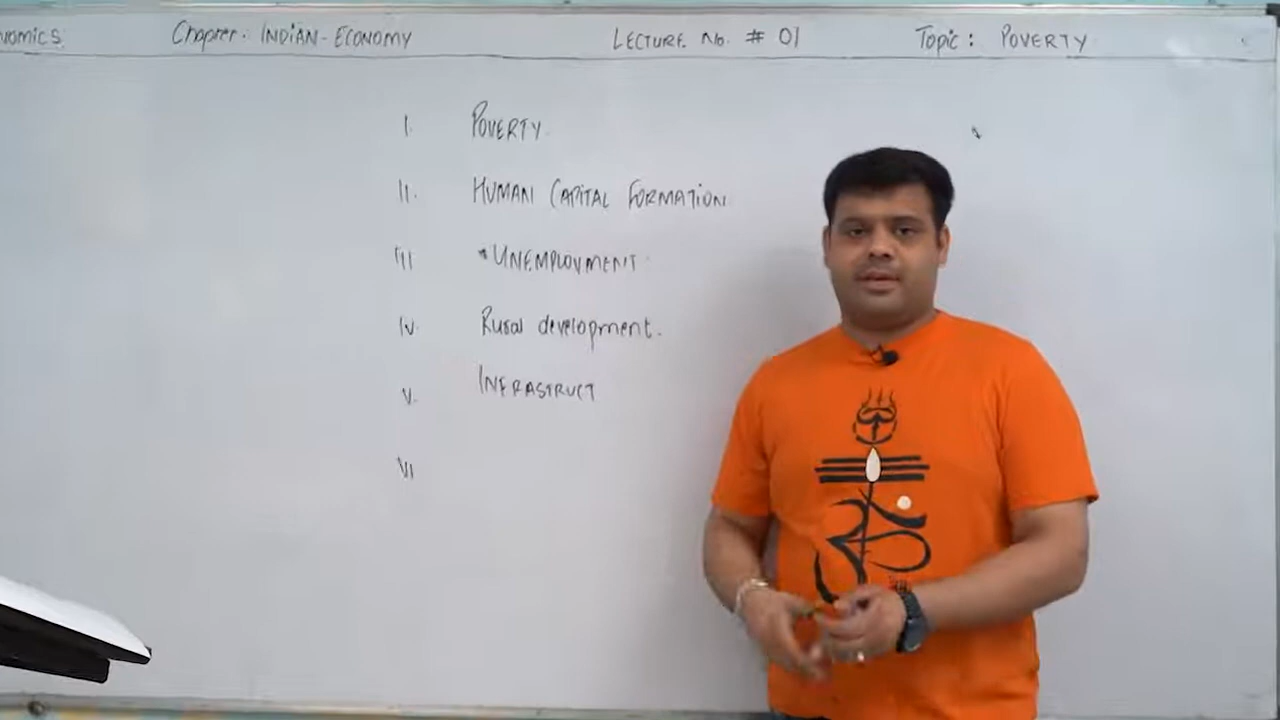 nomics Chapter: INDIAN-ECONOMY LECTURE No. # 01 Topic: POVERTY
I. POVERTY
II. HUMAN CAPITAL FORMATION
III *UNEMPLOYMENT
IV. Rural development.
V. INFRASTRUCT
VI
ॐ